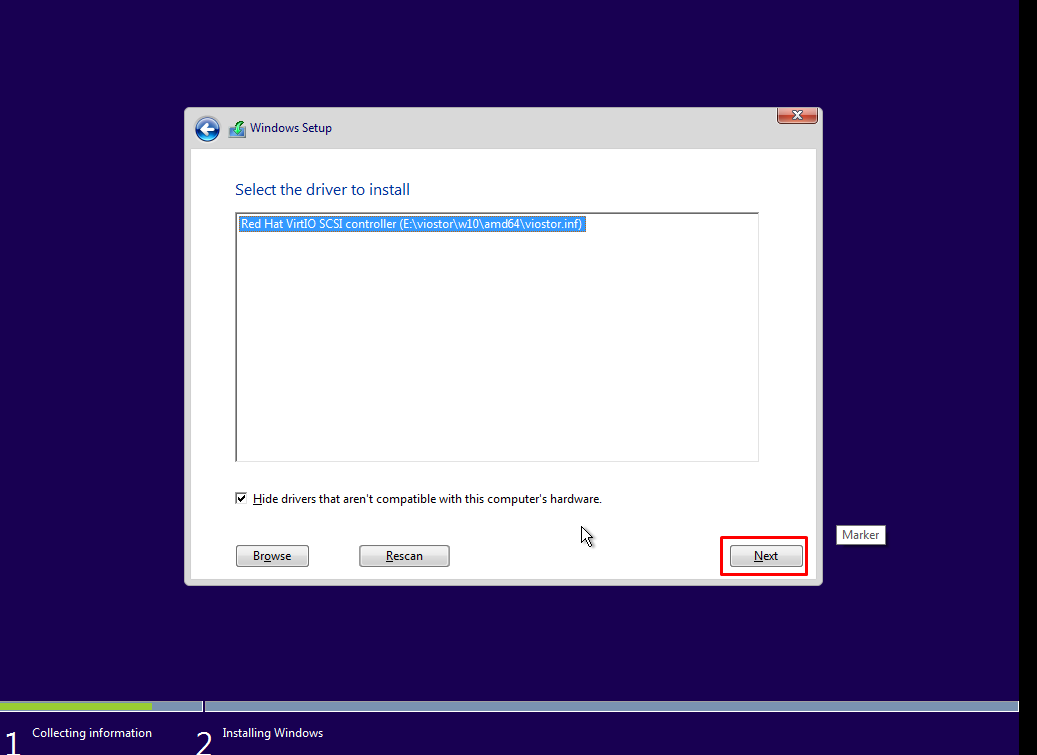 Windows Setup
Select the driver to install
Red Hat VirtIO SCSI controller (E:\viostor\w10\amd64\viostor.inf)
Hide drivers that aren't compatible with this computer's hardware.
Browse Rescan Next
Marker
1 Collecting information 2 Installing Windows